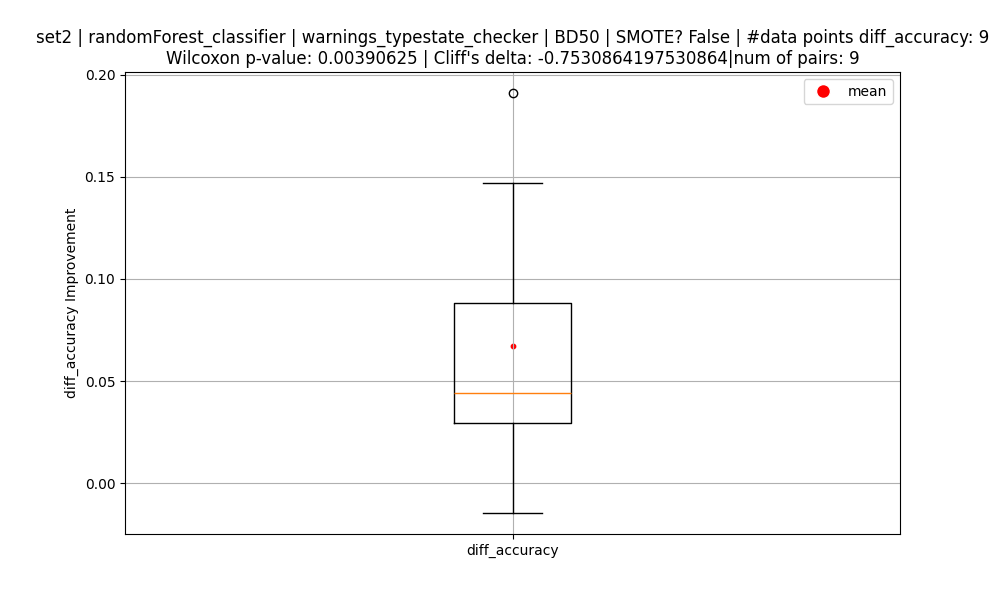 set2 | randomForest_classifier | warnings_typestate_checker | BD50 | SMOTE? False | #data points diff_accuracy: 9
Wilcoxon p-value: 0.00390625 | Cliff's delta: -0.7530864197530864|num of pairs: 9
mean
0.20
0.15
0.10
0.05
0.00
diff_accuracy Improvement
diff_accuracy